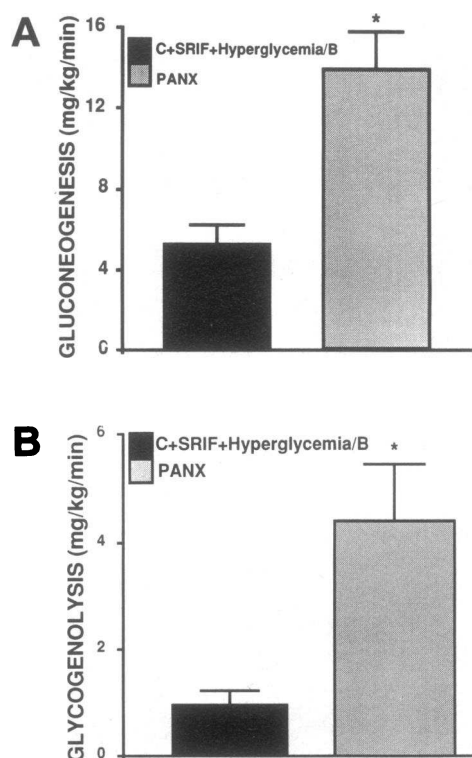 A
GLUCONEOGENESIS (mg/kg/min)
16
12
8
4
0
C+SRIF+Hyperglycemia/B
PANX
*
B
GLYCOGENOLYSIS (mg/kg/min)
6
4
2
0
C+SRIF+Hyperglycemia/B
PANX
*